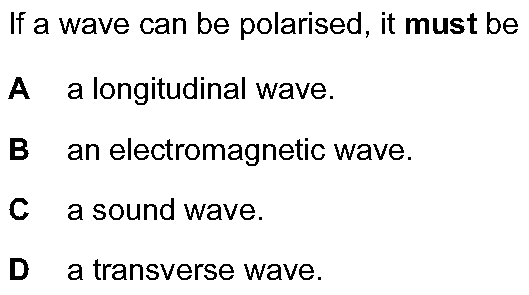 If a wave can be polarised, it must be
A a longitudinal wave.
B an electromagnetic wave.
C a sound wave.
D a transverse wave.